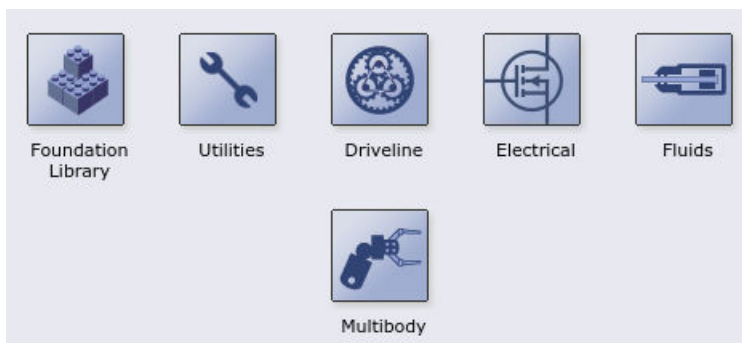 Foundation
Library
Utilities
Driveline
Electrical
Fluids
Multibody